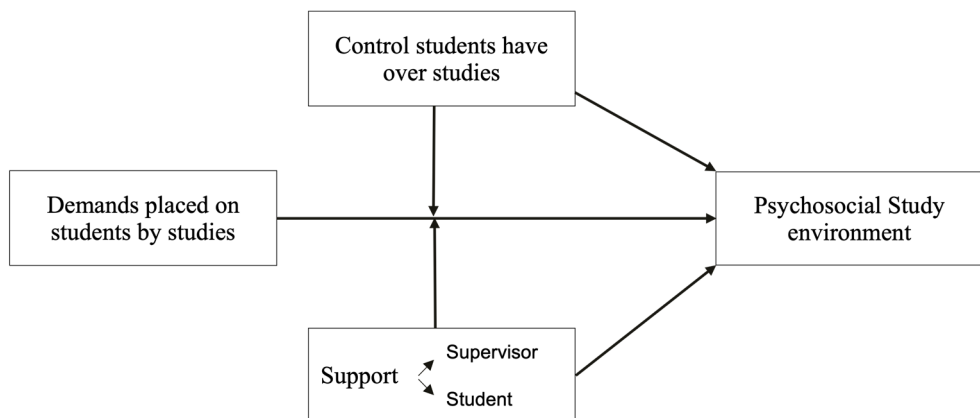 Control students have
over studies
Demands placed on
students by studies
Psychosocial Study
environment
Support
Supervisor
Student